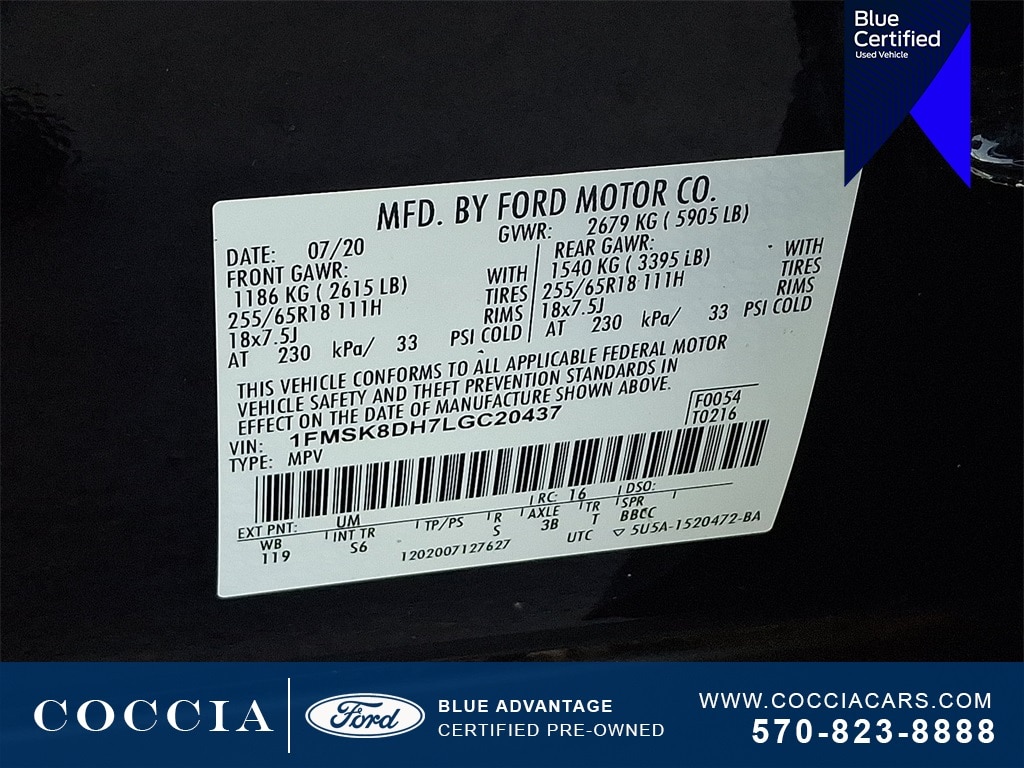 Blue
Certified
Used Vehicle
MFD. BY FORD MOTOR CO.
DATE: 07/20 GVWR: 2679 KG ( 5905 LB)
FRONT GAWR: REAR GAWR:
1186 KG ( 2615 LB) WITH 1540 KG ( 3395 LB) WITH
255/65R18 111H TIRES 255/65R18 111H TIRES
18x7.5J RIMS 18x7.5J RIMS
AT 230 kPa/ 33 PSI COLD AT 230 kPa/ 33 PSI COLD
THIS VEHICLE CONFORMS TO ALL APPLICABLE FEDERAL MOTOR
VEHICLE SAFETY AND THEFT PREVENTION STANDARDS IN
EFFECT ON THE DATE OF MANUFACTURE SHOWN ABOVE.
VIN: 1FMSK8DH7LGC20437 F0054
TYPE: MPV T0216
EXT PNT: UM RC: 16 DSO:
WB INT TR TP/PS R AXLE TR SPR
119 S6 S 3B T BBCC
1202007127627 UTC ▽ 5U5A-1520472-BA
COCCIA Ford BLUE ADVANTAGE
CERTIFIED PRE-OWNED
WWW.COCCIACARS.COM
570-823-8888